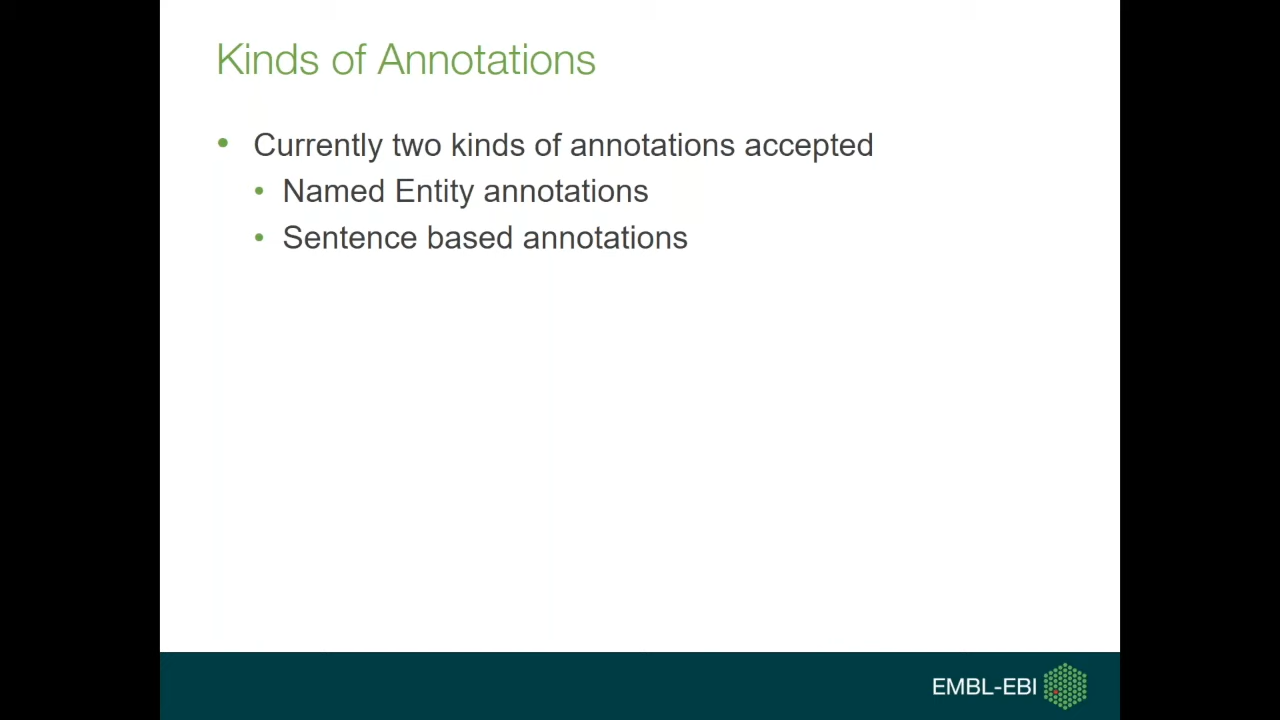 Kinds of Annotations
• Currently two kinds of annotations accepted
• Named Entity annotations
• Sentence based annotations
EMBL-EBI